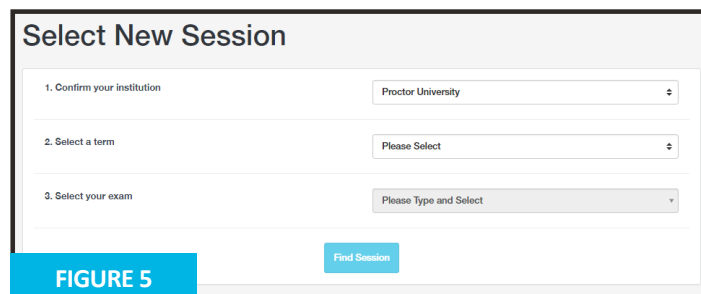 Select New Session
1. Confirm your institution
Proctor University
2. Select a term
Please Select
3. Select your exam
Please Type and Select
Find Session
FIGURE 5